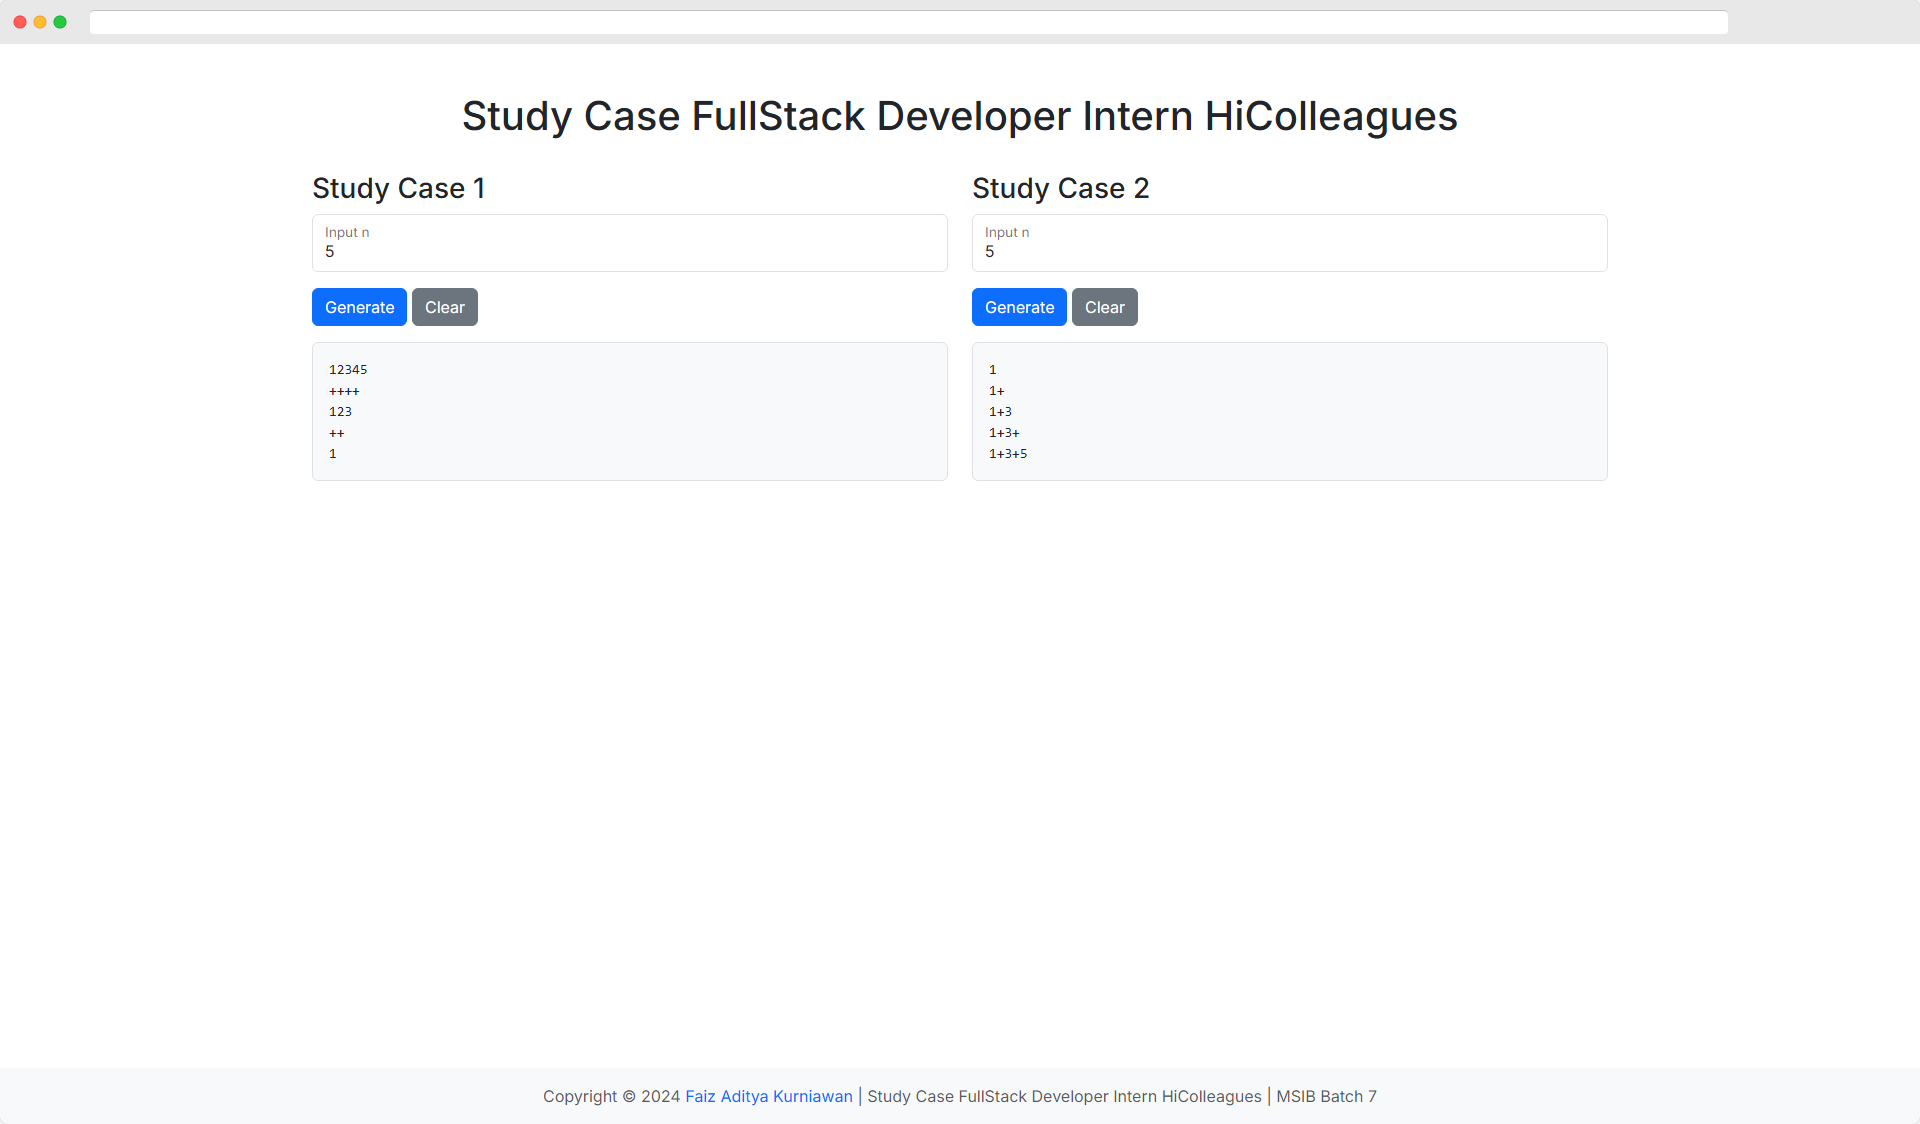 Study Case FullStack Developer Intern HiColleagues
Study Case 1
Input n
5
Generate Clear
12345
++++
123
++
1
Study Case 2
Input n
5
Generate Clear
1
1+
1+3
1+3+
1+3+5
Copyright © 2024 Faiz Aditya Kurniawan | Study Case FullStack Developer Intern HiColleagues | MSIB Batch 7